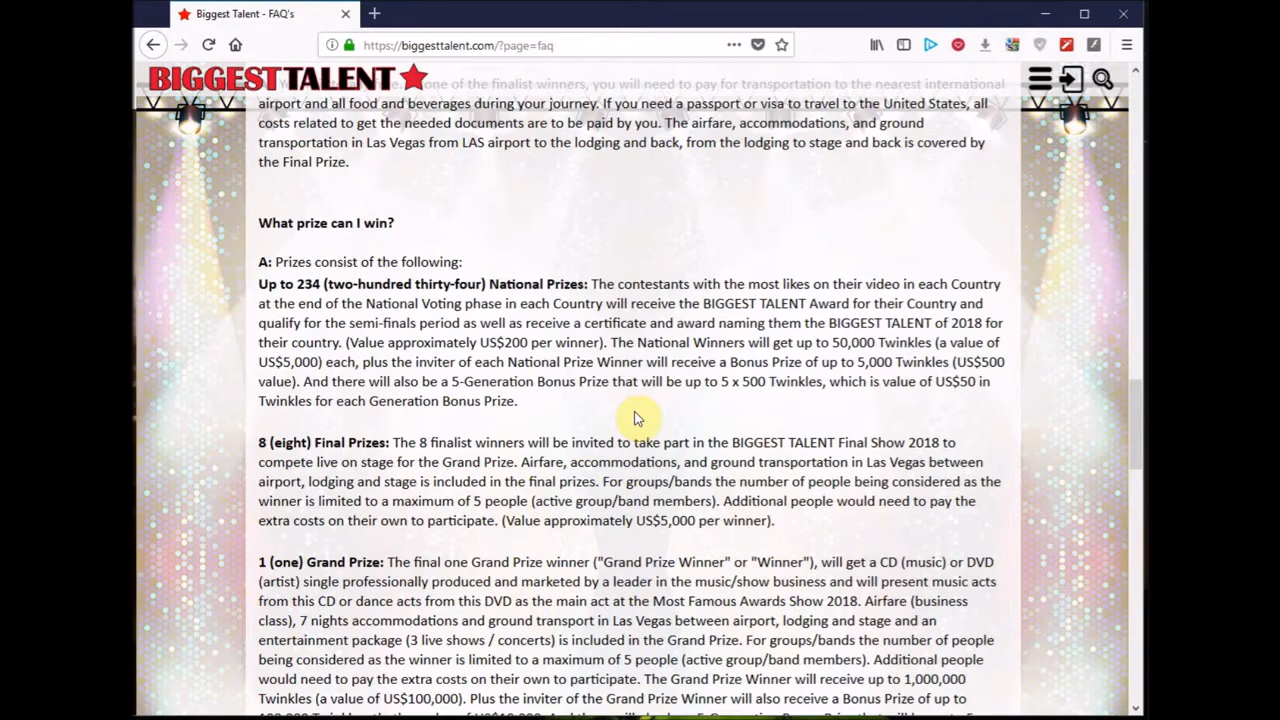 Biggest Talent - FAQ's
https://biggesttalent.com/?page=faq
BIGGEST TALENT
one of the finalist winners, you will need to pay for transportation to the nearest international
airport and all food and beverages during your journey. If you need a passport or visa to travel to the United States, all
costs related to get the needed documents are to be paid by you. The airfare, accommodations, and ground
transportation in Las Vegas from LAS airport to the lodging and back, from the lodging to stage and back is covered by
the Final Prize.
What prize can I win?
A: Prizes consist of the following:
Up to 234 (two-hundred thirty-four) National Prizes: The contestants with the most likes on their video in each Country
at the end of the National Voting phase in each Country will receive the BIGGEST TALENT Award for their Country and
qualify for the semi-finals period as well as receive a certificate and award naming them the BIGGEST TALENT of 2018 for
their country. (Value approximately US$200 per winner). The National Winners will get up to 50,000 Twinkles (a value of
US$5,000) each, plus the inviter of each National Prize Winner will receive a Bonus Prize of up to 5,000 Twinkles (US$500
value). And there will also be a 5-Generation Bonus Prize that will be up to 5 x 500 Twinkles, which is value of US$50 in
Twinkles for each Generation Bonus Prize.
8 (eight) Final Prizes: The 8 finalist winners will be invited to take part in the BIGGEST TALENT Final Show 2018 to
compete live on stage for the Grand Prize. Airfare, accommodations, and ground transportation in Las Vegas between
airport, lodging and stage is included in the final prizes. For groups/bands the number of people being considered as the
winner is limited to a maximum of 5 people (active group/band members). Additional people would need to pay the
extra costs on their own to participate. (Value approximately US$5,000 per winner).
1 (one) Grand Prize: The final one Grand Prize winner ("Grand Prize Winner" or "Winner"), will get a CD (music) or DVD
(artist) single professionally produced and marketed by a leader in the music/show business and will present music acts
from this CD or dance acts from this DVD as the main act at the Most Famous Awards Show 2018. Airfare (business
class), 7 nights accommodations and ground transport in Las Vegas between airport, lodging and stage and an
entertainment package (3 live shows / concerts) is included in the Grand Prize. For groups/bands the number of people
being considered as the winner is limited to a maximum of 5 people (active group/band members). Additional people
would need to pay the extra costs on their own to participate. The Grand Prize Winner will receive up to 1,000,000
Twinkles (a value of US$100,000). Plus the inviter of the Grand Prize Winner will also receive a Bonus Prize of up to